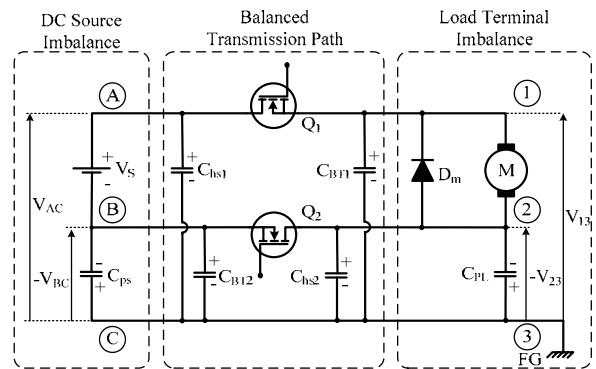 DC Source
Imbalance
Balanced
Transmission Path
Load Terminal
Imbalance
A
Q1
1
Chs1
CBT1
Dm
M
VS
VAC
B
Q2
2
V13
-VBC
Cps
CBT2
Chs2
CPL
-V23
C
3
FG